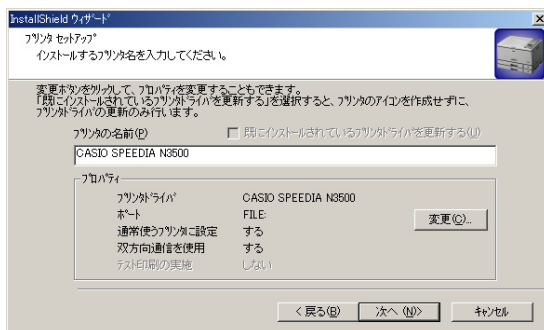 InstallShield ウィザード
プリンタ セットアップ
インストールするプリンタ名を入力してください。
変更ボタンをクリックして、プロパティを変更することもできます。
「既にインストールされているプリンタドライバを更新する」を選択すると、プリンタのアイコンを作成せずに、
プリンタドライバの更新のみ行います。
プリンタの名前(P)
既にインストールされているプリンタドライバを更新する(U)
CASIO SPEEDIA N3500
プロパティ
プリンタドライバ CASIO SPEEDIA N3500
ポート FILE:
通常使うプリンタに設定 する
双方向通信を使用 する
テスト印刷の実施 しない
変更(C)...
< 戻る(B)
次へ (N)>
キャンセル